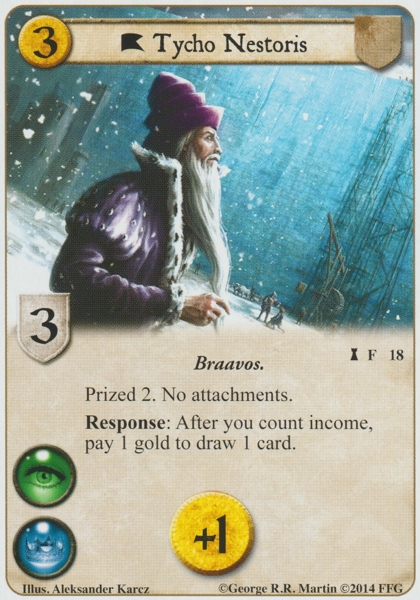 3
Tycho Nestoris
3
Braavos.
F 18
Prized 2. No attachments.
Response: After you count income,
pay 1 gold to draw 1 card.
+1
Illus. Aleksander Karcz
©George R.R. Martin ©2014 FFG